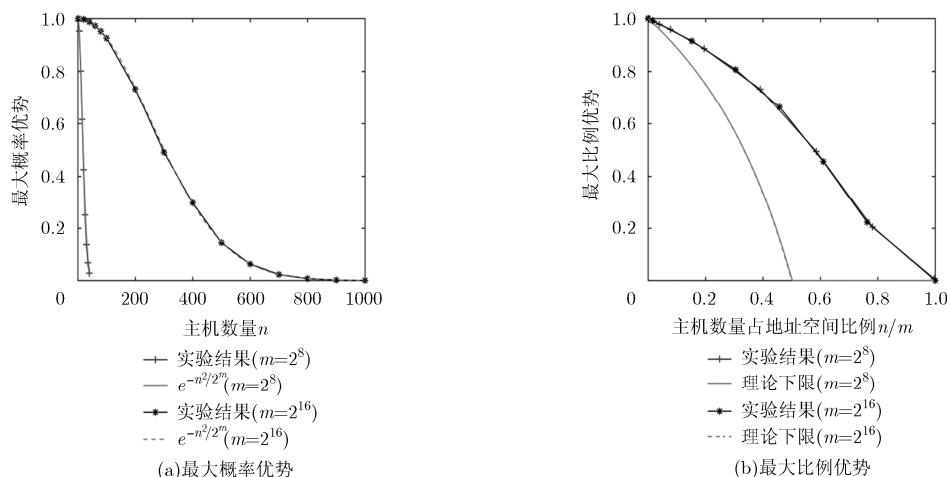 1.0
0.8
0.6
0.4
0.2
0
200
400
600
800
1000
最大概率优势
主机数量n
实验结果(m=2^8)
e^{-n^2/2^m}(m=2^8)
实验结果(m=2^16)
e^{-n^2/2^m}(m=2^16)
(a)最大概率优势
1.0
0.8
0.6
0.4
0.2
0
0.2
0.4
0.6
0.8
1.0
最大比例优势
主机数量占地址空间比例n/m
实验结果(m=2^8)
理论下限(m=2^8)
实验结果(m=2^16)
理论下限(m=2^16)
(b)最大比例优势